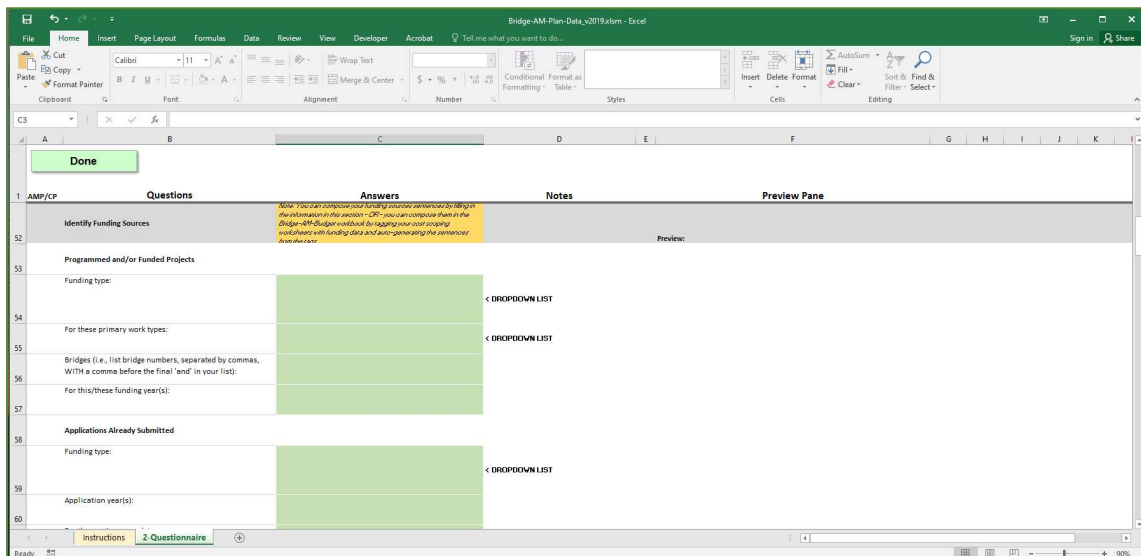 Bridge-AM-Plan-Data_v2019.xlsm - Excel
File Home Insert Page Layout Formulas Data Review View Developer Acrobat Tell me what you want to do... Sign in Share
Cut
Copy
Format Painter
Paste
Calibri 11
B I U
Wrap Text
Merge & Center
$ %
Conditional Formatting
Format as Table
Insert Delete Format
AutoSum
Fill
Clear
Sort & Filter
Find & Select
Clipboard Font Alignment Number Styles Cells Editing
C3 fx
A B C D E F G H I J K
Done
1 AMP/CP Questions Answers Notes Preview Pane
Note: You can compose your funding sources sentences by filling in
the information in this section - OR - you can compose them in the
Bridge-AM-Budget workbook by tagging your cost scoping
worksheets with funding data and auto-generating the sentences
from the tags.
52 Identify Funding Sources Preview:
53 Programmed and/or Funded Projects
54 Funding type: < DROPDOWN LIST
55 For these primary work types: < DROPDOWN LIST
Bridges (i.e., list bridge numbers, separated by commas,
56 WITH a comma before the final 'and' in your list):
57 For this/these funding year(s):
58 Applications Already Submitted
59 Funding type: < DROPDOWN LIST
60 Application year(s):
Instructions 2-Questionnaire
Ready 90%